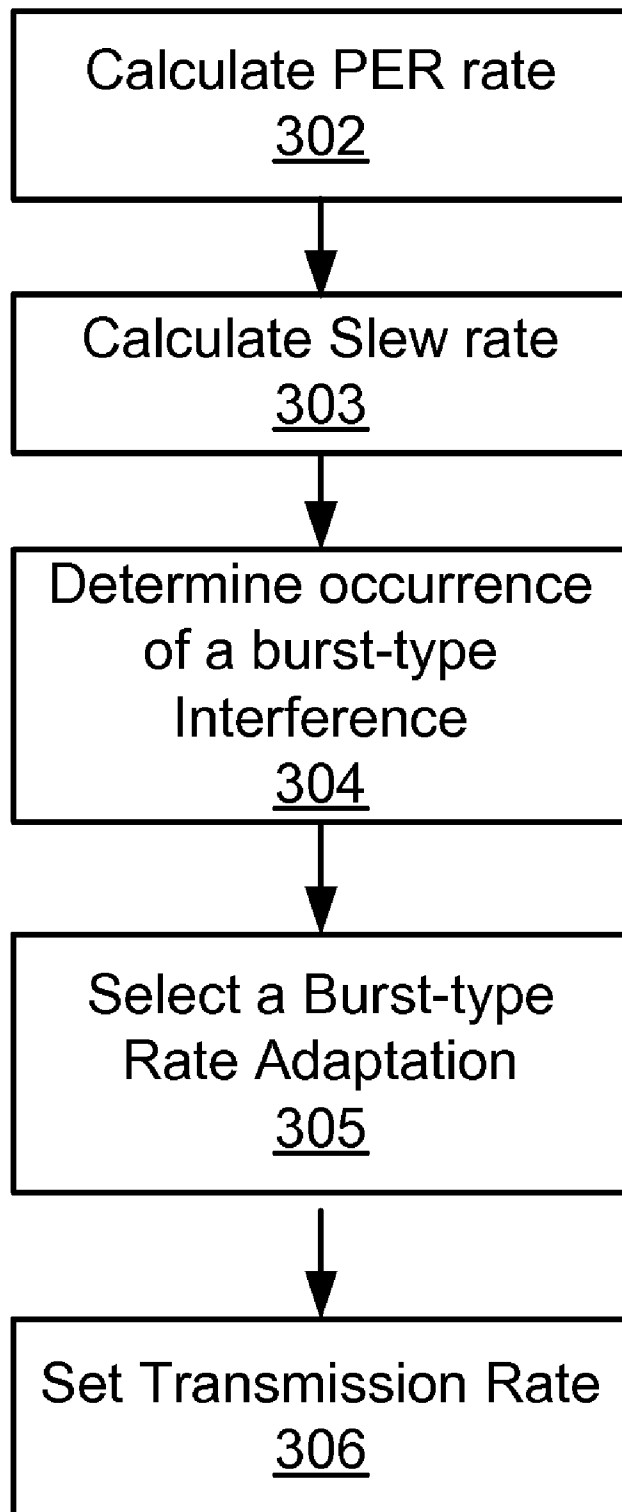 Calculate PER rate
302
Calculate Slew rate
303
Determine occurrence
of a burst-type
Interference
304
Select a Burst-type
Rate Adaptation
305
Set Transmission Rate
306